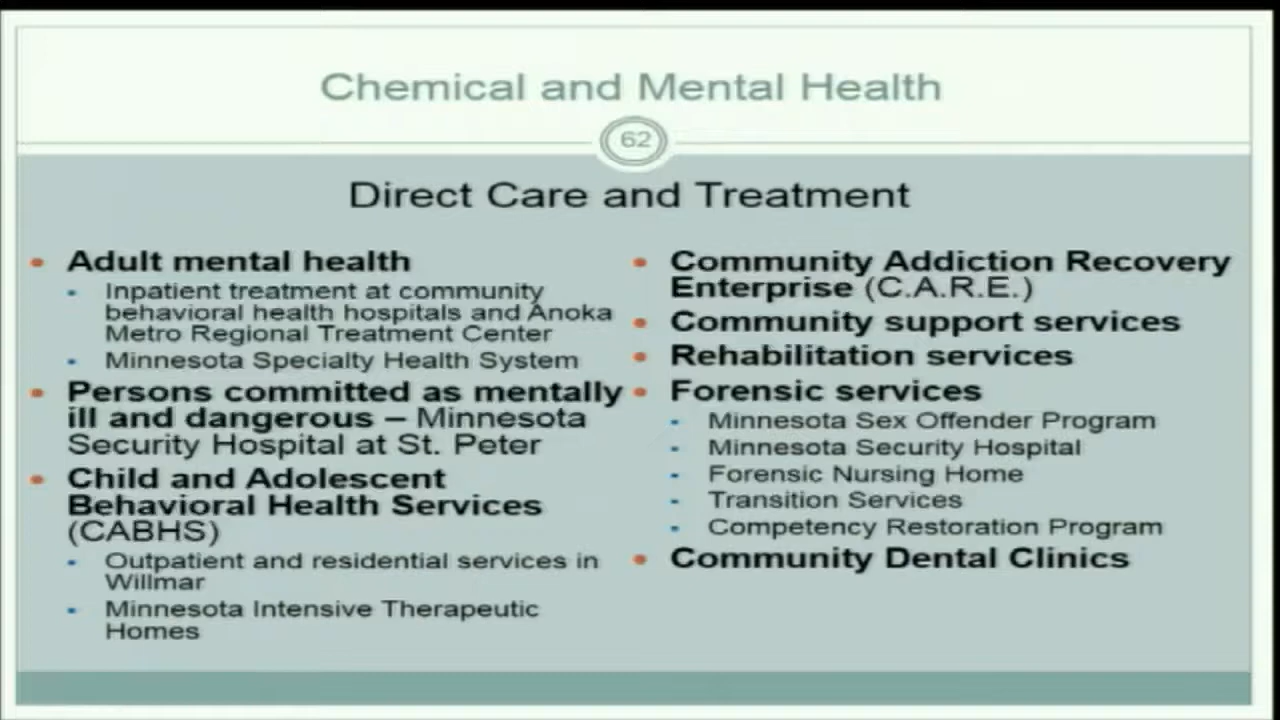 Chemical and Mental Health
62
Direct Care and Treatment
• Adult mental health
▪ Inpatient treatment at community
behavioral health hospitals and Anoka
Metro Regional Treatment Center
▪ Minnesota Specialty Health System
• Persons committed as mentally
ill and dangerous – Minnesota
Security Hospital at St. Peter
• Child and Adolescent
Behavioral Health Services
(CABHS)
▪ Outpatient and residential services in
Willmar
▪ Minnesota Intensive Therapeutic
Homes
• Community Addiction Recovery
Enterprise (C.A.R.E.)
• Community support services
• Rehabilitation services
• Forensic services
▪ Minnesota Sex Offender Program
▪ Minnesota Security Hospital
▪ Forensic Nursing Home
▪ Transition Services
▪ Competency Restoration Program
• Community Dental Clinics